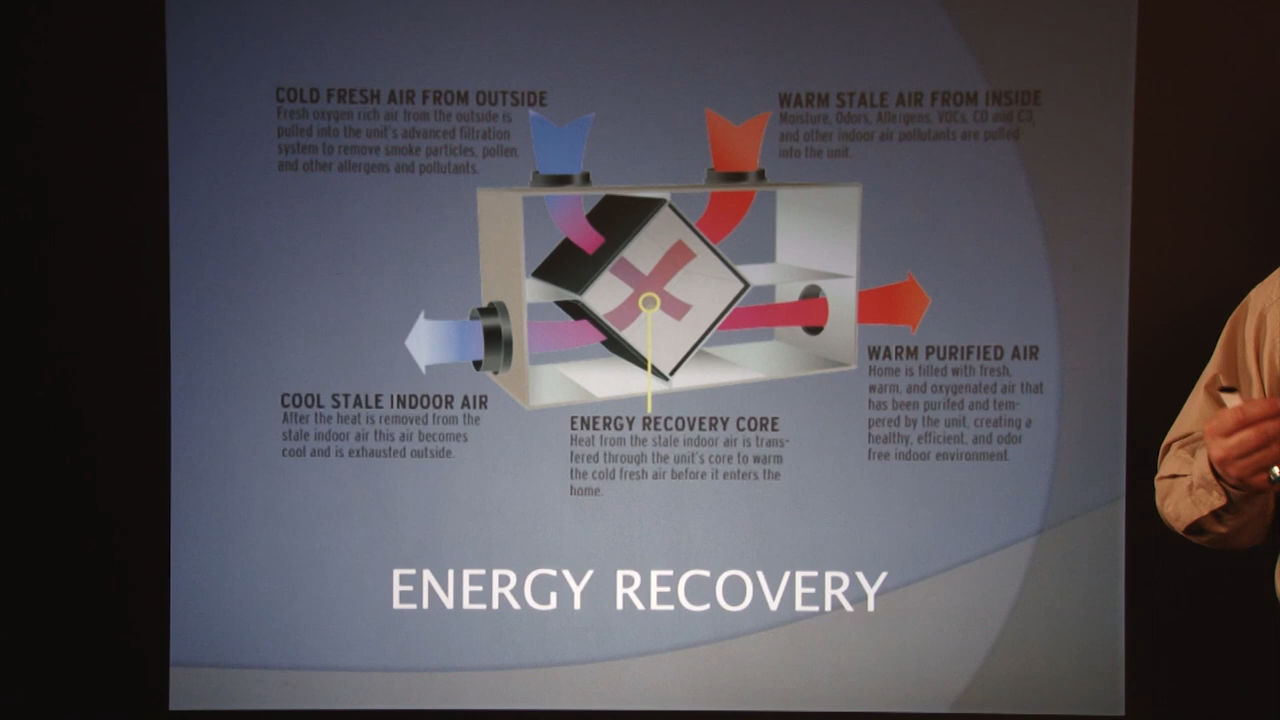 COLD FRESH AIR FROM OUTSIDE
Fresh oxygen rich air from the outside is
pulled into the unit's advanced filtration
system to remove smoke particles, pollen,
and other allergens and pollutants.
WARM STALE AIR FROM INSIDE
Moisture, Odors, Allergens, VOCs, CO and CO,
and other indoor air pollutants are pulled
into the unit.
COOL STALE INDOOR AIR
After the heat is removed from the
stale indoor air this air becomes
cool and is exhausted outside.
ENERGY RECOVERY CORE
Heat from the stale indoor air is trans-
fered through the unit's core to warm
the cold fresh air before it enters the
home.
WARM PURIFIED AIR
Home is filled with fresh,
warm, and oxygenated air that
has been purifed and tem-
pered by the unit, creating a
healthy, efficient, and odor
free indoor environment.
ENERGY RECOVERY